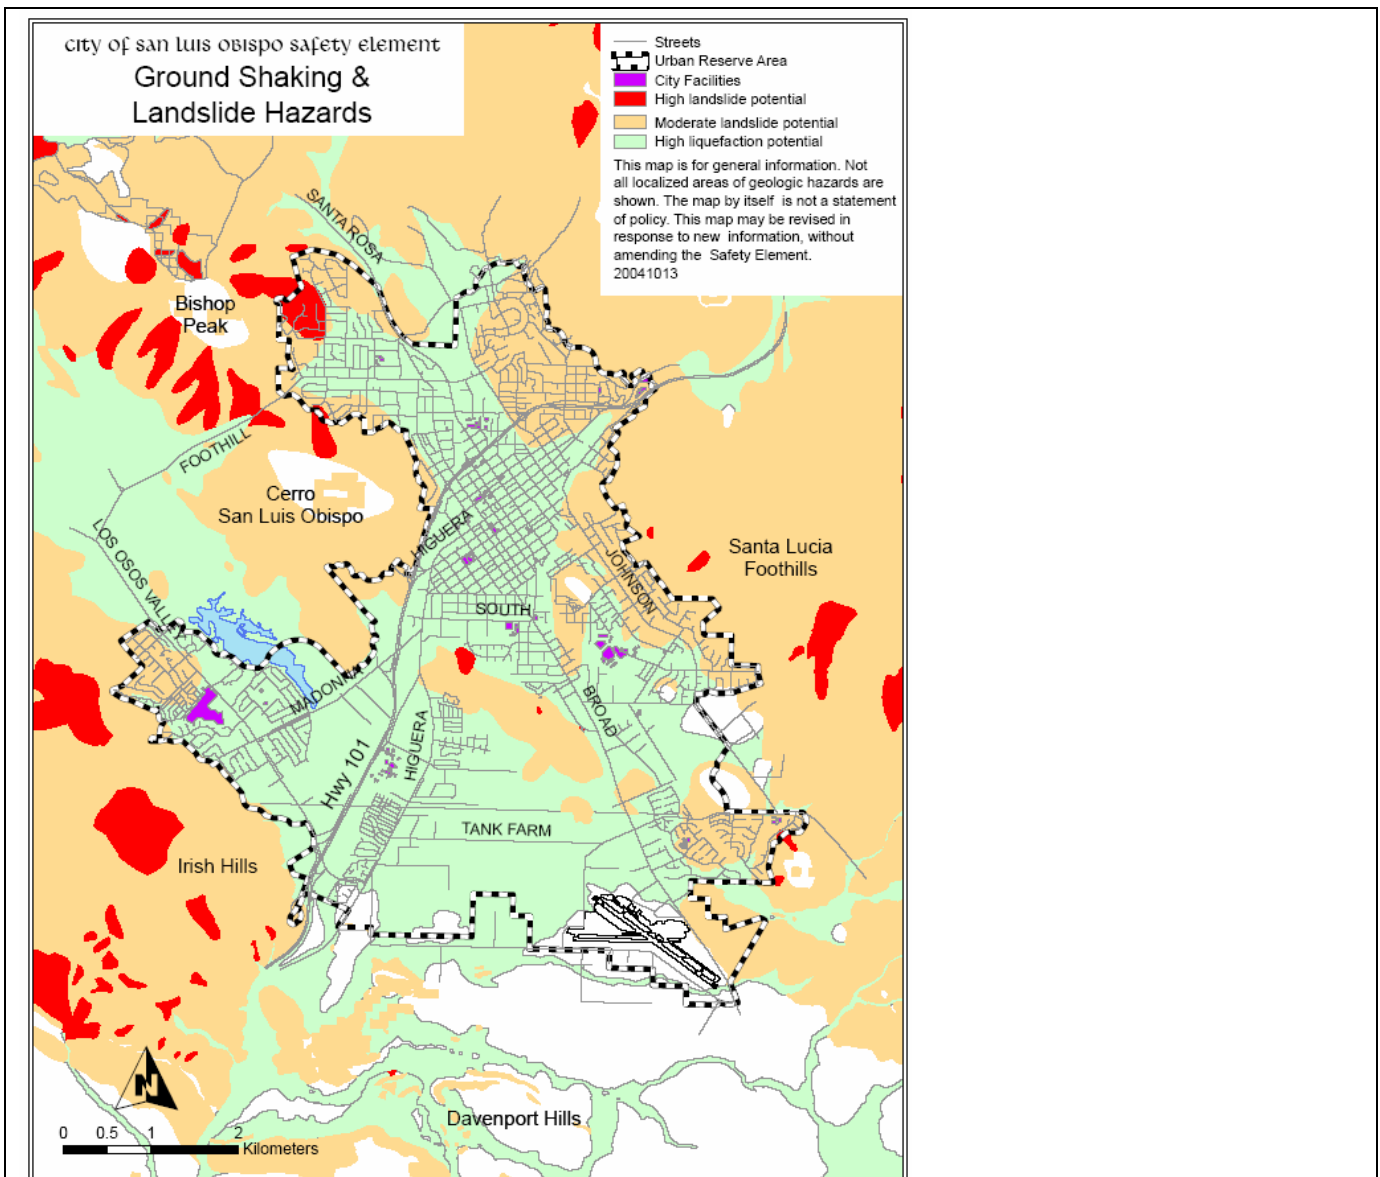 city of san luis obispo safety element
Ground Shaking &
Landslide Hazards
Streets
Urban Reserve Area
City Facilities
High landslide potential
Moderate landslide potential
High liquefaction potential
This map is for general information. Not
all localized areas of geologic hazards are
shown. The map by itself is not a statement
of policy. This map may be revised in
response to new information, without
amending the Safety Element.
20041013
SANTA ROSA
Bishop
Peak
FOOTHILL
Cerro
San Luis Obispo
HIGUERA
LOS OSOS VALLEY
JOHNSON
Santa Lucia
Foothills
SOUTH
MADONNA
BROAD
HIGUERA
Hwy 101
TANK FARM
Irish Hills
N
Davenport Hills
0 0.5 1 2
Kilometers